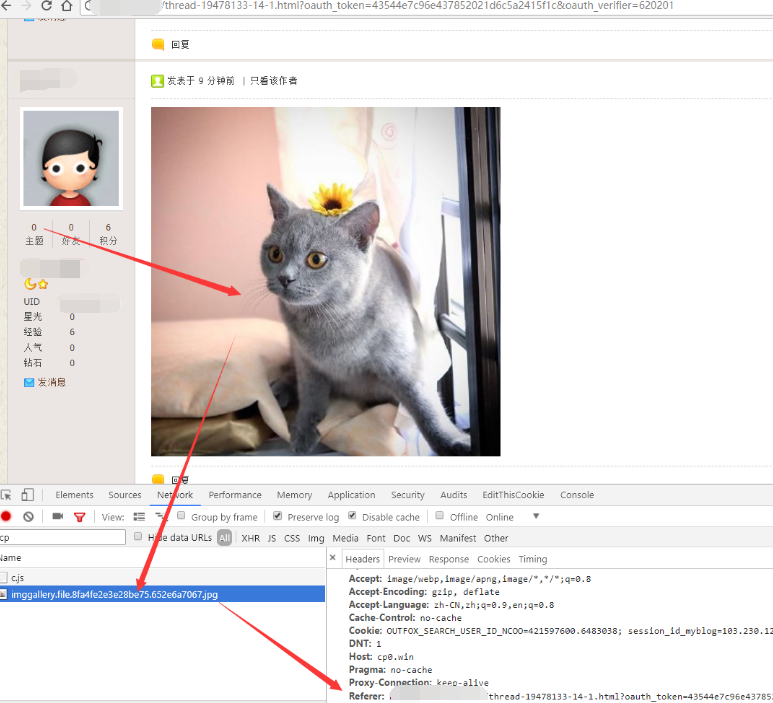 /thread-19478133-14-1.html?oauth_token=43544e7c96e437852021d6c5a2415f1c&oauth_verifier=620201
发消息
回复
发表于 9 分钟前 | 只看该作者
0 0 6
主题 好友 积分
UID
星光 0
经验 6
人气 0
钻石 0
发消息
回复
Elements Sources Network Performance Memory Application Security Audits EditThisCookie Console
View: Group by frame Preserve log Disable cache Offline Online
cp
Hide data URLs All XHR JS CSS Img Media Font Doc WS Manifest Other
Name
c.js
imggallery.file.8fa4fe2e3e28be75.652e6a7067.jpg
× Headers Preview Response Cookies Timing
Accept: image/webp,image/apng,image/*,*/*;q=0.8
Accept-Encoding: gzip, deflate
Accept-Language: zh-CN,zh;q=0.9,en;q=0.8
Cache-Control: no-cache
Cookie: OUTFOX_SEARCH_USER_ID_NCOO=421597600.6483038; session_id_myblog=103.230.12
DNT: 1
Host: cp0.win
Pragma: no-cache
Proxy-Connection: keep-alive
Referer: /thread-19478133-14-1.html?oauth_token=43544e7c96e43785